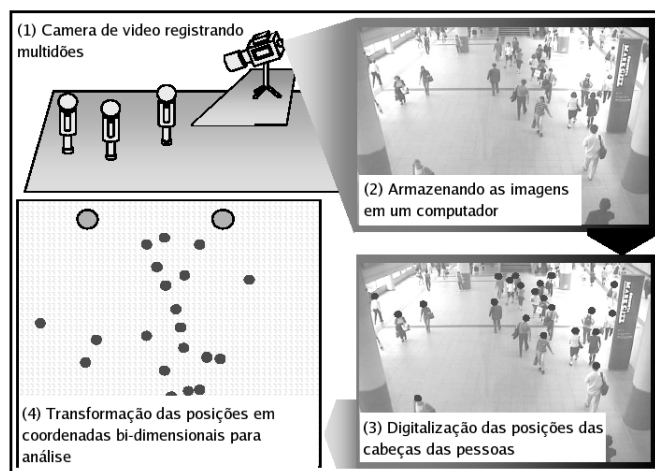 (1) Camera de video registrando
multidões
(2) Armazenando as imagens
em um computador
(3) Digitalização das posições das
cabeças das pessoas
(4) Transformação das posições em
coordenadas bi-dimensionais para
análise